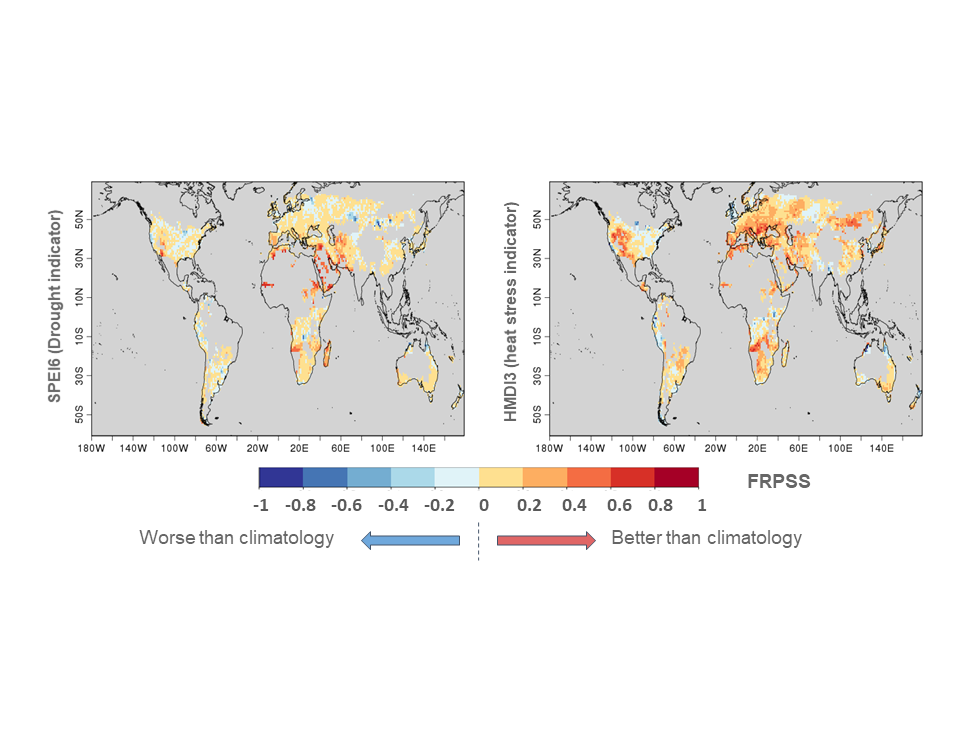 SPEI6 (Drought indicator)
50N
30N
10N
10S
30S
50S
180W 140W 100W 60W 20W 20E 60E 100E 140E
HMDI3 (heat stress indicator)
50N
30N
10N
10S
30S
50S
180W 140W 100W 60W 20W 20E 60E 100E 140E
-1 -0.8 -0.6 -0.4 -0.2 0 0.2 0.4 0.6 0.8 1
FRPSS
Worse than climatology
Better than climatology